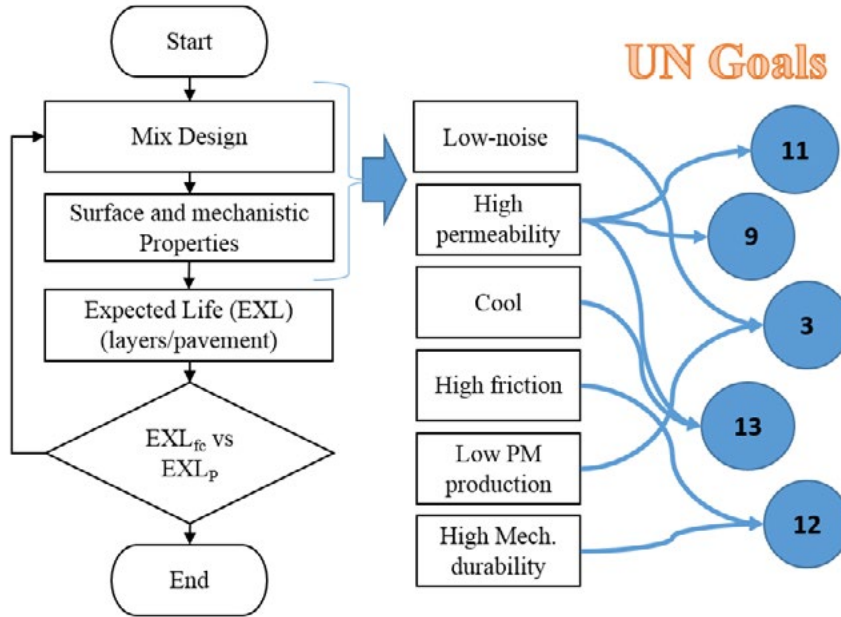 Start
Mix Design
Surface and mechanistic
Properties
Expected Life (EXL)
(layers/pavement)
EXLfc vs
EXLP
End
Low-noise
High
permeability
Cool
High friction
Low PM
production
High Mech.
durability
UN Goals
11
9
3
13
12